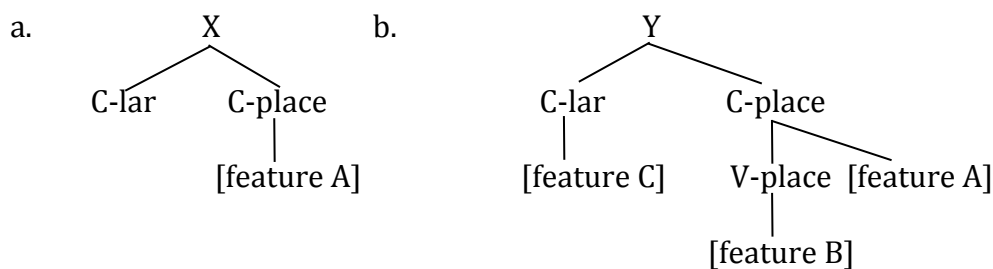 a. X b. Y
C-lar C-place C-lar C-place
[feature A] [feature C] V-place [feature A]
[feature B]